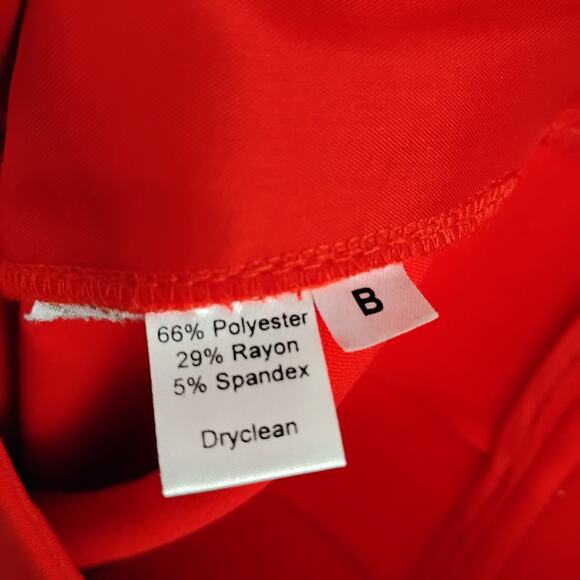 66% Polyester
29% Rayon
5% Spandex
Dryclean
B